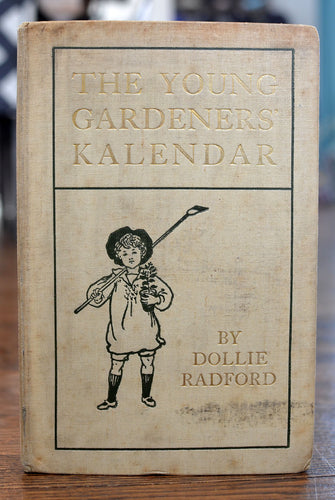 THE YOUNG
GARDENERS'
KALENDAR
BY
DOLLIE
RADFORD